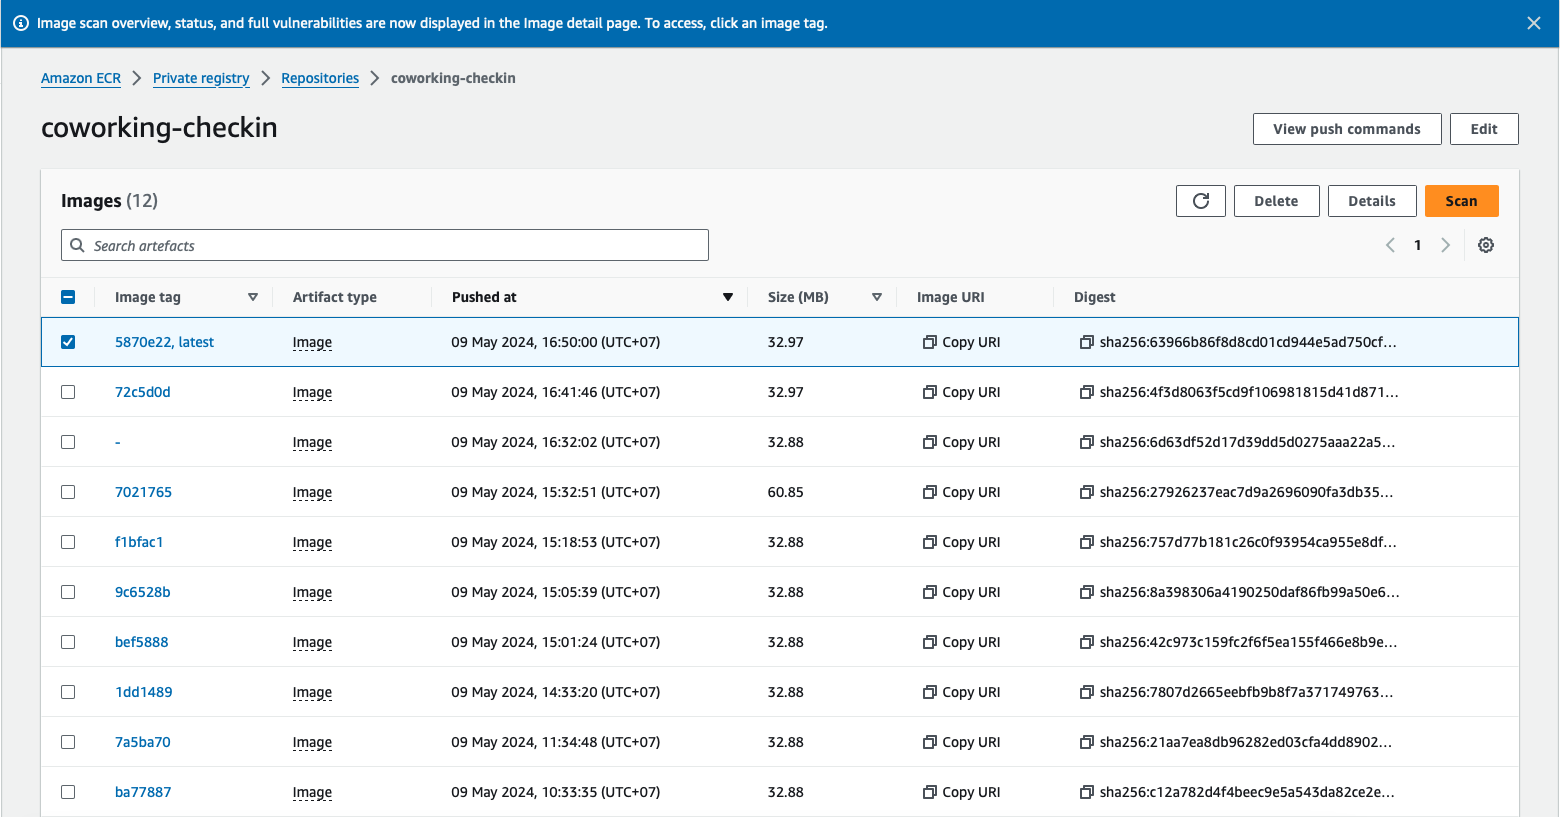 Image scan overview, status, and full vulnerabilities are now displayed in the Image detail page. To access, click an image tag.
Amazon ECR > Private registry > Repositories > coworking-checkin
coworking-checkin
View push commands Edit
Images (12)
Delete Details Scan
Search artefacts
1
Image tag Artifact type Pushed at Size (MB) Image URI Digest
5870e22, latest Image 09 May 2024, 16:50:00 (UTC+07) 32.97 Copy URI sha256:63966b86f8d8cd01cd944e5ad750cf...
72c5d0d Image 09 May 2024, 16:41:46 (UTC+07) 32.97 Copy URI sha256:4f3d8063f5cd9f106981815d41d871...
- Image 09 May 2024, 16:32:02 (UTC+07) 32.88 Copy URI sha256:6d63df52d17d39dd5d0275aaa22a5...
7021765 Image 09 May 2024, 15:32:51 (UTC+07) 60.85 Copy URI sha256:27926237eac7d9a2696090fa3db35...
f1bfac1 Image 09 May 2024, 15:18:53 (UTC+07) 32.88 Copy URI sha256:757d77b181c26c0f93954ca955e8df...
9c6528b Image 09 May 2024, 15:05:39 (UTC+07) 32.88 Copy URI sha256:8a398306a4190250daf86fb99a50e6...
bef5888 Image 09 May 2024, 15:01:24 (UTC+07) 32.88 Copy URI sha256:42c973c159fc2f6f5ea155f466e8b9e...
1dd1489 Image 09 May 2024, 14:33:20 (UTC+07) 32.88 Copy URI sha256:7807d2665eebfb9b8f7a371749763...
7a5ba70 Image 09 May 2024, 11:34:48 (UTC+07) 32.88 Copy URI sha256:21aa7ea8db96282ed03cfa4dd8902...
ba77887 Image 09 May 2024, 10:33:35 (UTC+07) 32.88 Copy URI sha256:c12a782d4f4beec9e5a543da82ce2e...